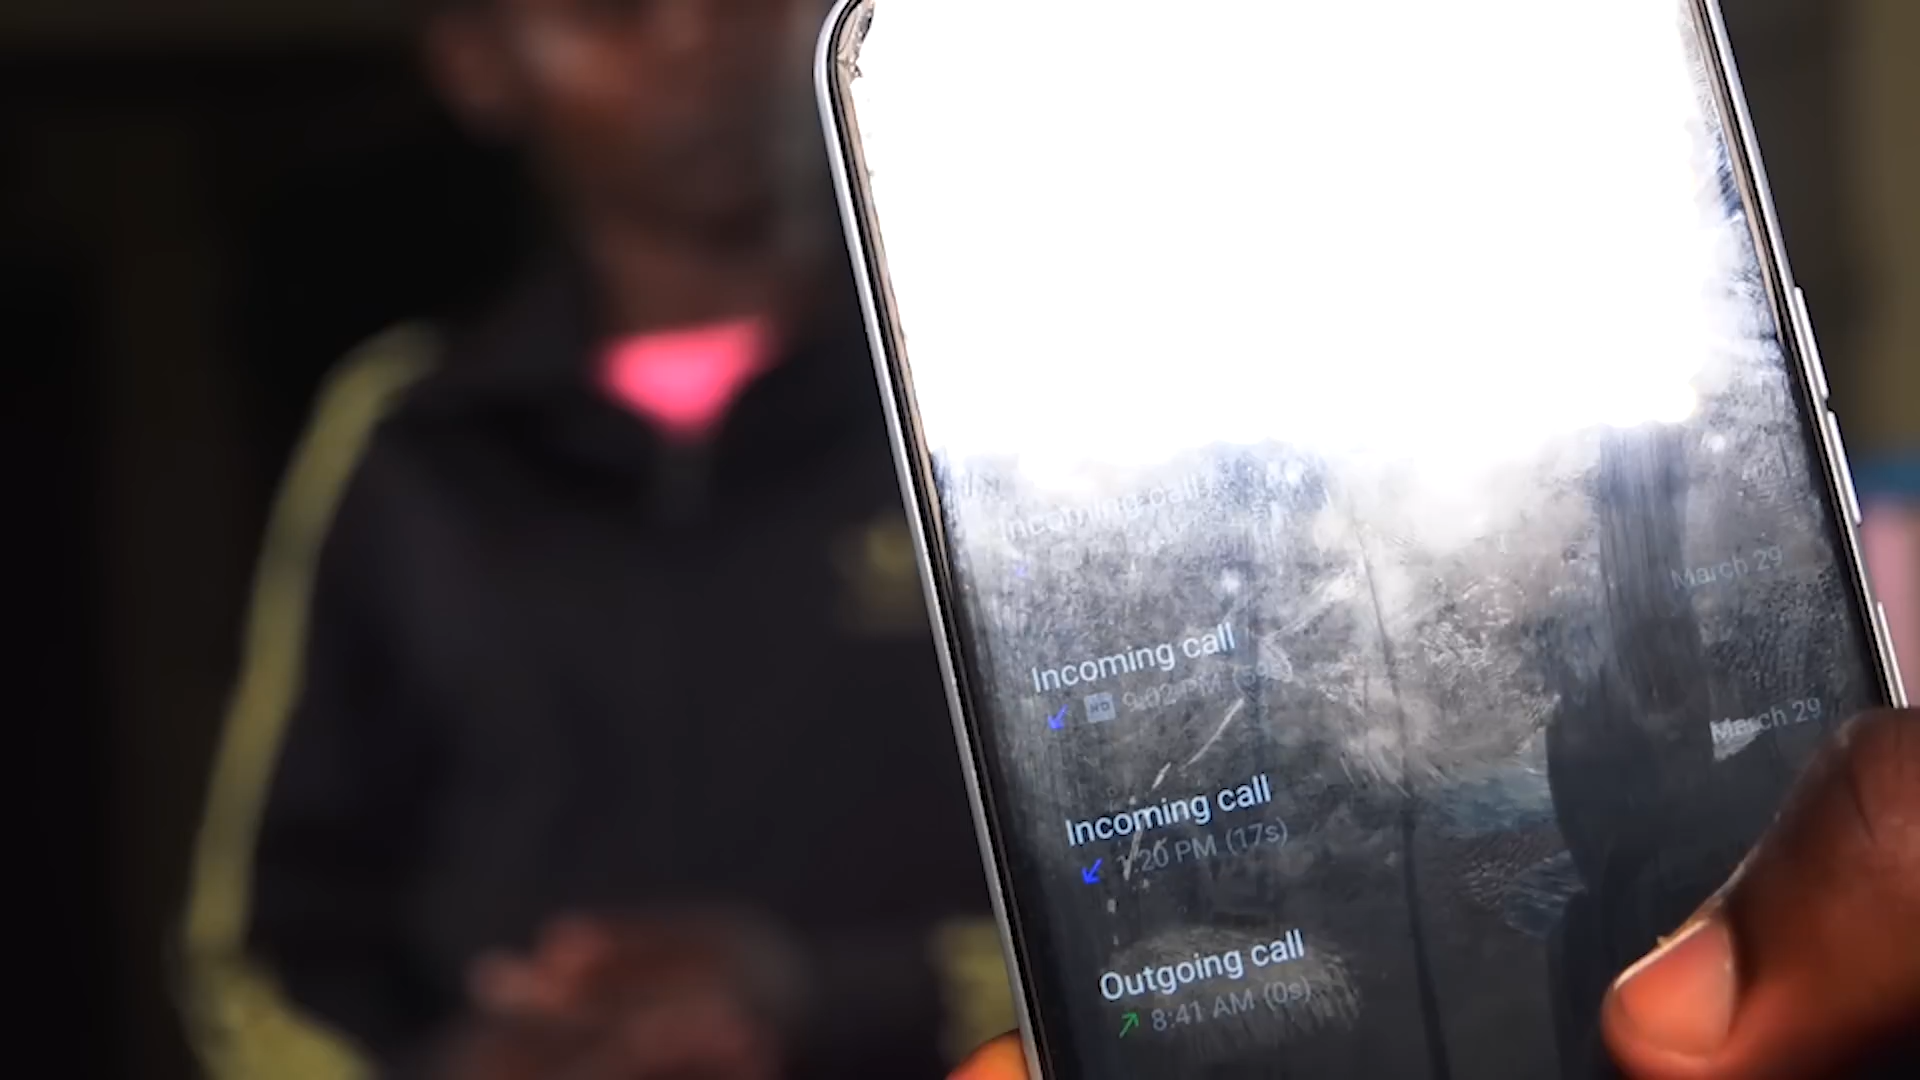 Incoming call
March 29
Incoming call
9:02 PM
March 29
Incoming call
1:20 PM (17s)
Outgoing call
8:41 AM (0s)